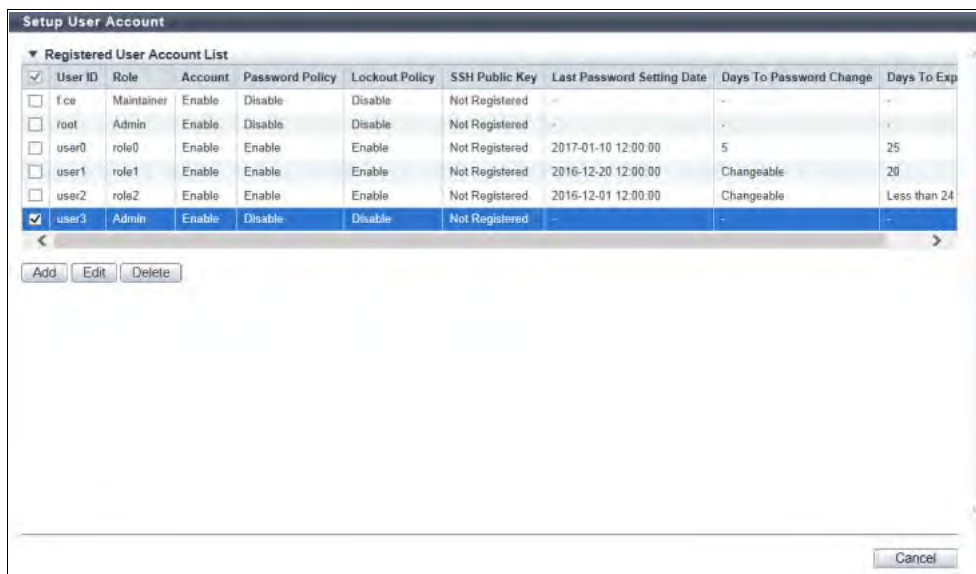 Setup User Account
Registered User Account List
User ID Role Account Password Policy Lockout Policy SSH Public Key Last Password Setting Date Days To Password Change Days To Exp
f.ce Maintainer Enable Disable Disable Not Registered - - -
root Admin Enable Disable Disable Not Registered - - -
user0 role0 Enable Enable Enable Not Registered 2017-01-10 12:00:00 5 25
user1 role1 Enable Enable Enable Not Registered 2016-12-20 12:00:00 Changeable 20
user2 role2 Enable Enable Enable Not Registered 2016-12-01 12:00:00 Changeable Less than 24
user3 Admin Enable Disable Disable Not Registered - - -
Add Edit Delete
Cancel